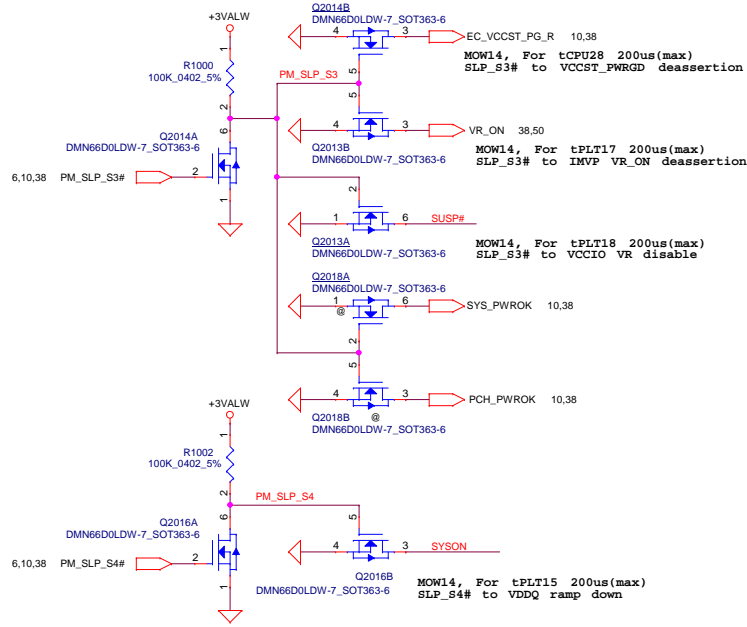 Q2014B
DMN66D0LDW-7_SOT363-6
+3VALW
4 3 EC_VCCST_PG_R 10,38
MOW14, For tCPU28 200us(max)
SLP_S3# to VCCST_PWRGD deassertion
1
R1000
100K_0402_5%
2
PM_SLP_S3
5
5
Q2014A
DMN66D0LDW-7_SOT363-6
6
4 3 VR_ON 38,50
Q2013B
DMN66D0LDW-7_SOT363-6
MOW14, For tPLT17 200us(max)
SLP_S3# to IMVP VR_ON deassertion
6,10,38 PM_SLP_S3# 2
1
2
1 6 SUSP#
Q2013A
DMN66D0LDW-7_SOT363-6
MOW14, For tPLT18 200us(max)
SLP_S3# to VCCIO VR disable
Q2018A
DMN66D0LDW-7_SOT363-6
1 6 SYS_PWROK 10,38
@
2
5
4 3 PCH_PWROK 10,38
Q2018B @
DMN66D0LDW-7_SOT363-6
+3VALW
1
R1002
100K_0402_5%
2
PM_SLP_S4
Q2016A
DMN66D0LDW-7_SOT363-6
6
5
4 3 SYSON
6,10,38 PM_SLP_S4# 2
1
Q2016B
DMN66D0LDW-7_SOT363-6
MOW14, For tPLT15 200us(max)
SLP_S4# to VDDQ ramp down